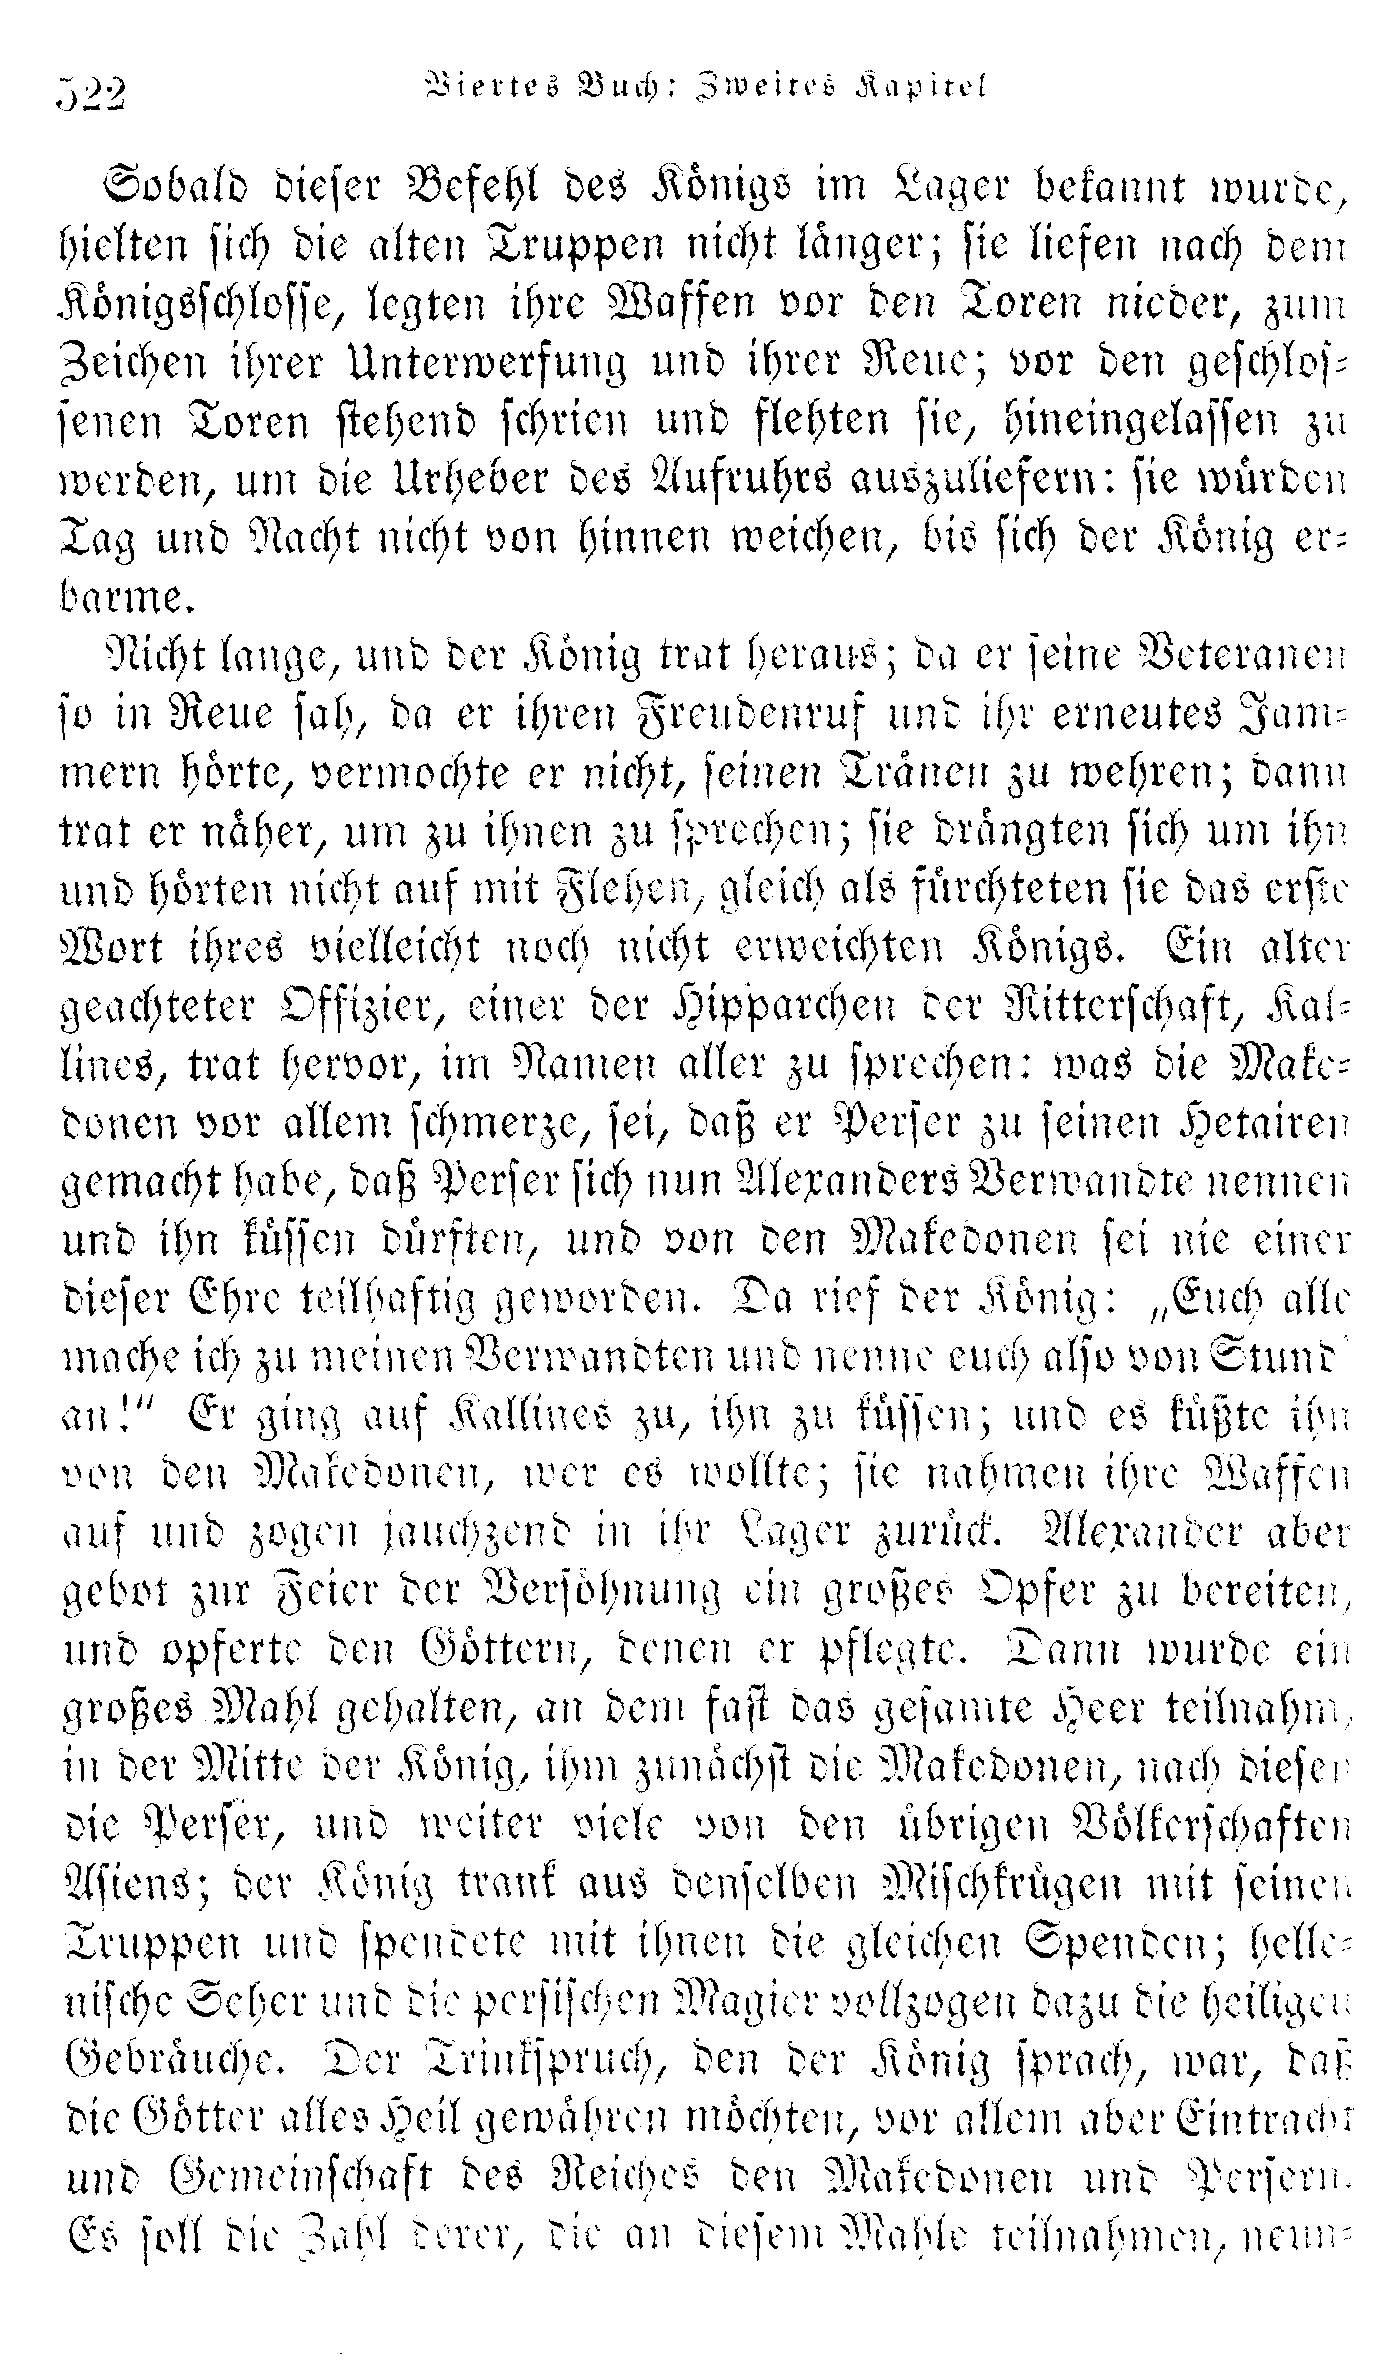 522 Viertes Buch: Zweites Kapitel
Sobald dieser Befehl des Königs im Lager bekannt wurde,
hielten sich die alten Truppen nicht länger; sie liefen nach dem
Königsschlosse, legten ihre Waffen vor den Toren nieder, zum
Zeichen ihrer Unterwerfung und ihrer Reue; vor den geschlos-
senen Toren stehend schrien und flehten sie, hineingelassen zu
werden, um die Urheber des Aufruhrs auszuliefern: sie würden
Tag und Nacht nicht von hinnen weichen, bis sich der König er-
barme.
Nicht lange, und der König trat heraus; da er seine Veteranen
so in Reue sah, da er ihren Freudenruf und ihr erneutes Jam-
mern hörte, vermochte er nicht, seinen Tränen zu wehren; dann
trat er näher, um zu ihnen zu sprechen; sie drängten sich um ihn
und hörten nicht auf mit Flehen, gleich als fürchteten sie das erste
Wort ihres vielleicht noch nicht erweichten Königs. Ein alter
geachteter Offizier, einer der Hipparchen der Ritterschaft, Kal-
lines, trat hervor, im Namen aller zu sprechen: was die Make-
donen vor allem schmerze, sei, daß er Perser zu seinen Hetairen
gemacht habe, daß Perser sich nun Alexanders Verwandte nennen
und ihn küssen dürften, und von den Makedonen sei nie einer
dieser Ehre teilhaftig geworden. Da rief der König: „Euch alle
mache ich zu meinen Verwandten und nenne euch also von Stund'
an!“ Er ging auf Kallines zu, ihn zu küssen; und es küßte ihn
von den Makedonen, wer es wollte; sie nahmen ihre Waffen
auf und zogen jauchzend in ihr Lager zurück. Alexander aber
gebot zur Feier der Versöhnung ein großes Opfer zu bereiten,
und opferte den Göttern, denen er pflegte. Dann wurde ein
großes Mahl gehalten, an dem fast das gesamte Heer teilnahm,
in der Mitte der König, ihm zunächst die Makedonen, nach diesen
die Perser, und weiter viele von den übrigen Völkerschaften
Asiens; der König trank aus denselben Mischkrügen mit seinen
Truppen und spendete mit ihnen die gleichen Spenden; helle-
nische Seher und die persischen Magier vollzogen dazu die heiligen
Gebräuche. Der Trinkspruch, den der König sprach, war, daß
die Götter alles Heil gewähren möchten, vor allem aber Eintracht
und Gemeinschaft des Reiches den Makedonen und Persern.
Es soll die Zahl derer, die an diesem Mahle teilnahmen, neun-